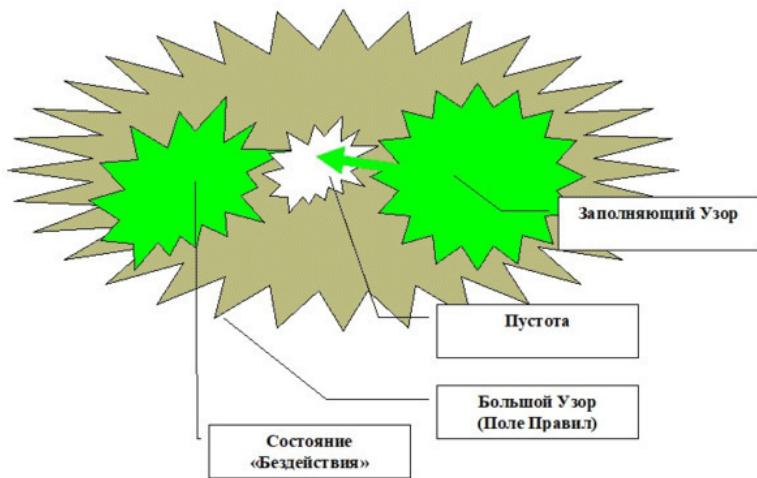 Заполняющий Узор
Пустота
Большой Узор
(Поле Правил)
Состояние
«Бездействия»